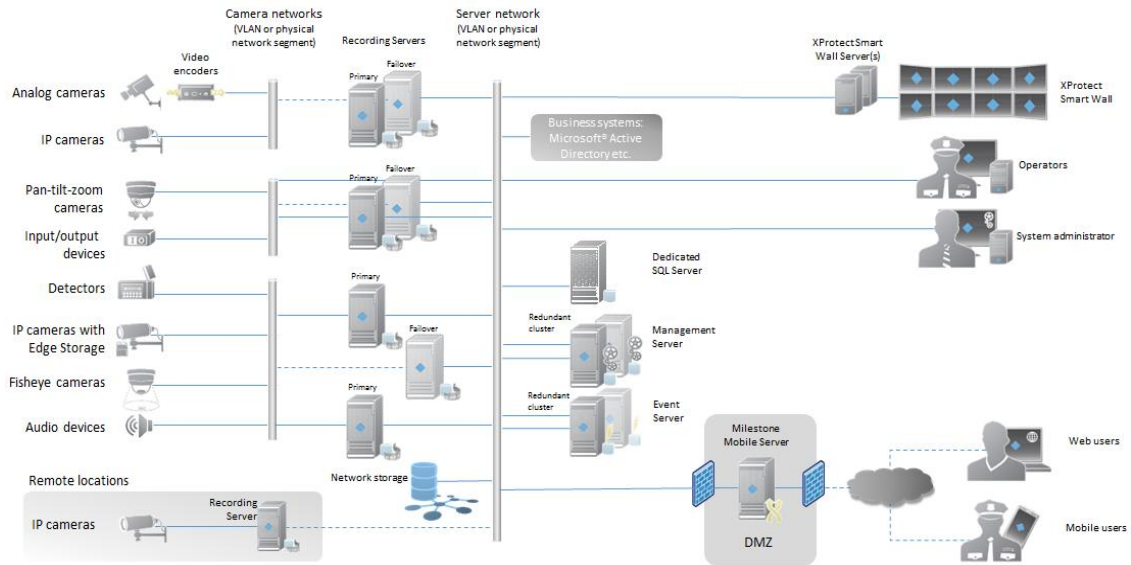 Camera networks
(VLAN or physical
network segment)
Server network
(VLAN or physical
network segment)
Recording Servers
Video
encoders
XProtect Smart
Wall Server(s)
Failover
Primary
Analog cameras
XProtect
Smart Wall
IP cameras
Business systems:
Microsoft® Active
Directory etc.
Failover
Primary
Operators
Pan-tilt-zoom
cameras
Input/output
devices
System administrator
Dedicated
SQL Server
Detectors
Primary
Redundant
cluster
Management
Server
IP cameras with
Edge Storage
Failover
Fisheye cameras
Primary
Redundant
cluster
Event
Server
Audio devices
Milestone
Mobile Server
Web users
Remote locations
Network storage
Recording
Server
IP cameras
DMZ
Mobile users